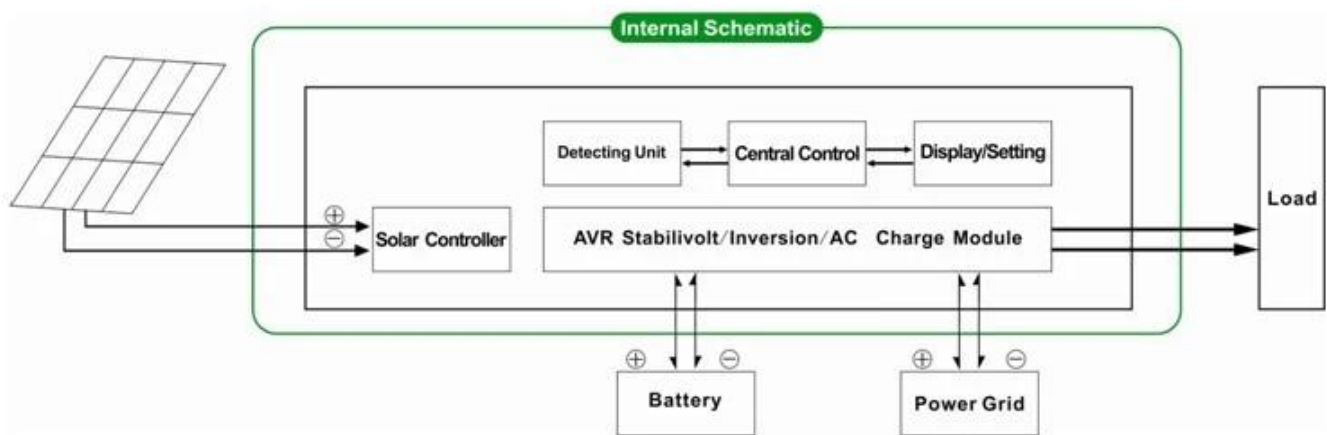 Internal Schematic
Detecting Unit
Central Control
Display/Setting
Load
⊕
⊖
Solar Controller
AVR Stabilivolt/Inversion/AC Charge Module
⊕
⊖
⊕
⊖
Battery
Power Grid